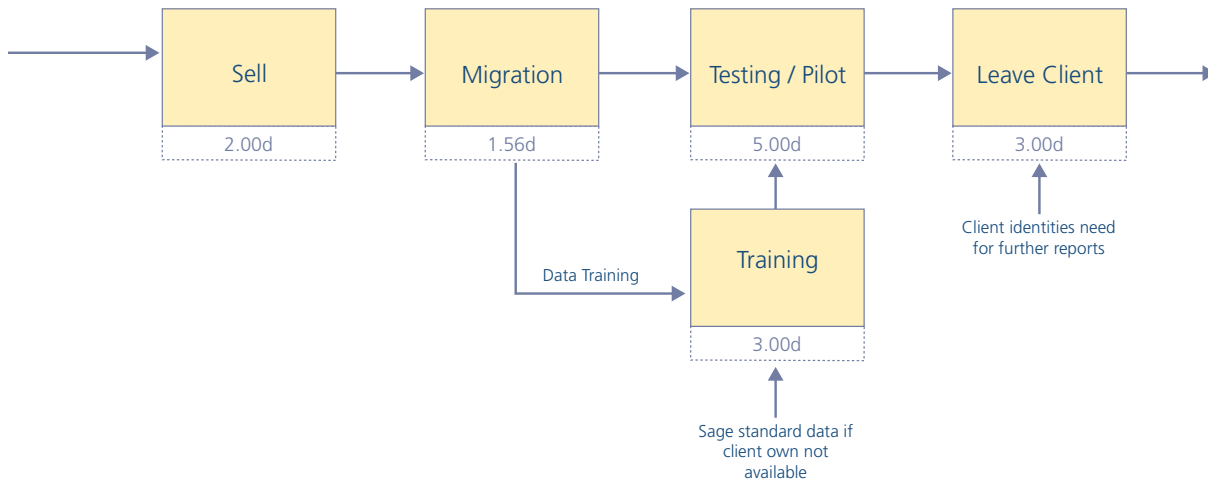 Sell
Migration
Testing / Pilot
Leave Client
2.00d
1.56d
5.00d
3.00d
Client identities need
for further reports
Training
Data Training
3.00d
Sage standard data if
client own not
available